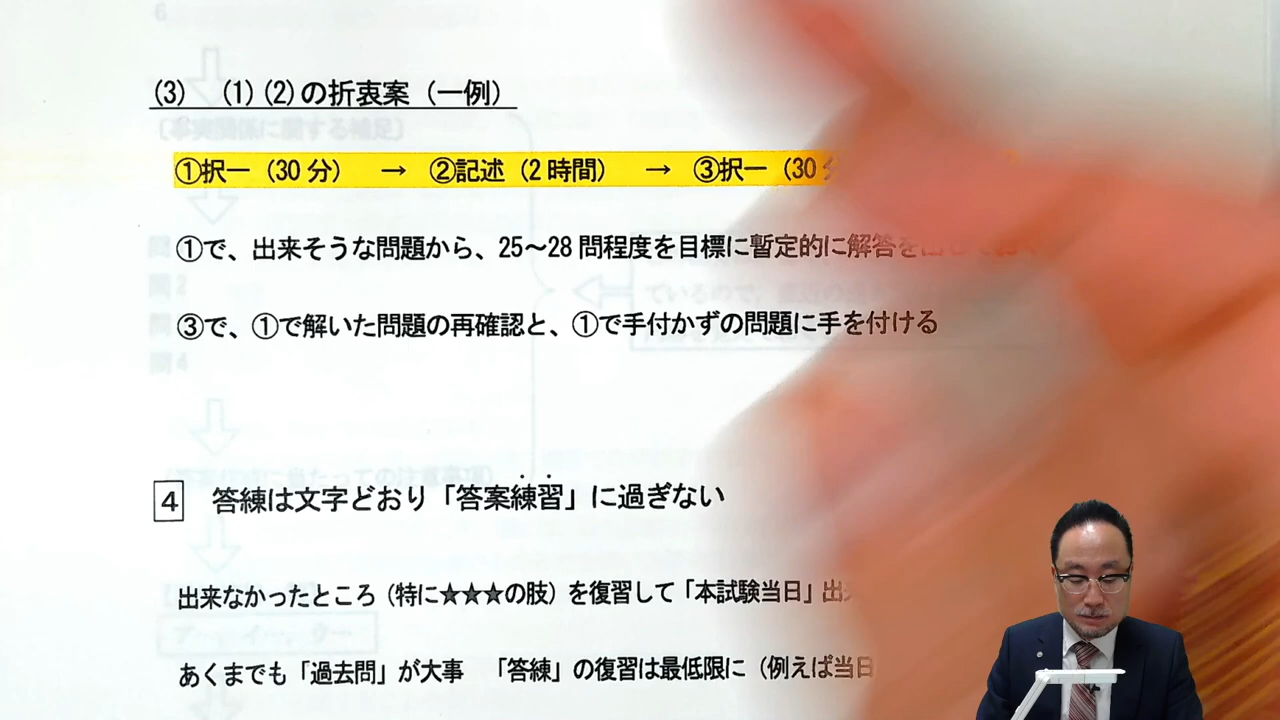 (3) (1)(2)の折衷案（一例）
①択一（30分） → ②記述（2時間） → ③択一（30分
①で、出来そうな問題から、25～28問程度を目標に暫定的に解答を
③で、①で解いた問題の再確認と、①で手付かずの問題に手を付ける
4 答練は文字どおり「答案練習」に過ぎない
出来なかったところ（特に★★★の肢）を復習して「本試験当日」出
あくまでも「過去問」が大事 「答練」の復習は最低限に（例えば当日